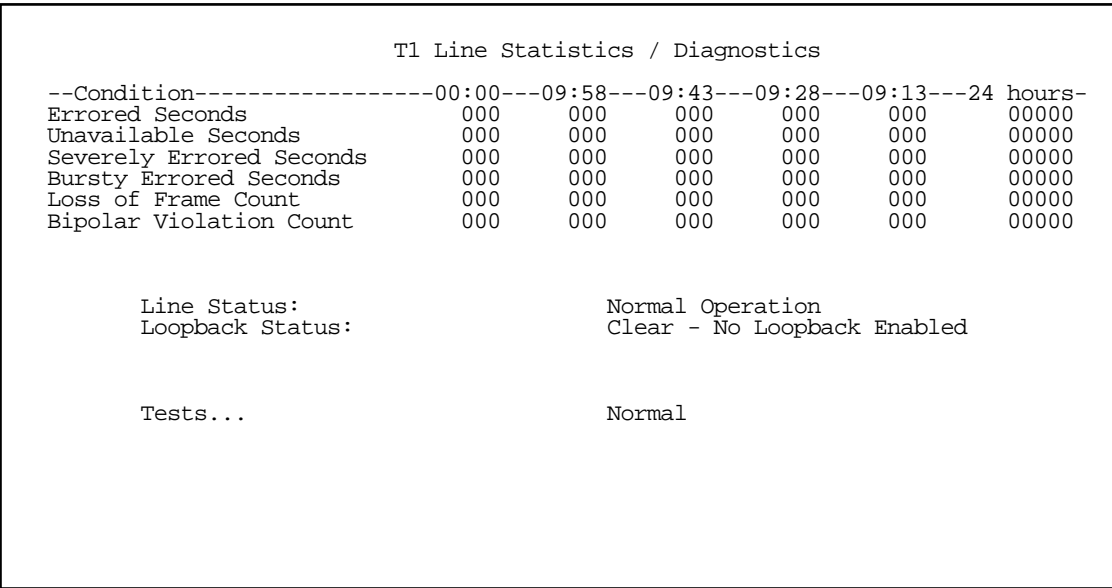 T1 Line Statistics / Diagnostics
--Condition------------------00:00---09:58---09:43---09:28---09:13---24 hours-
Errored Seconds 000 000 000 000 000 00000
Unavailable Seconds 000 000 000 000 000 00000
Severely Errored Seconds 000 000 000 000 000 00000
Bursty Errored Seconds 000 000 000 000 000 00000
Loss of Frame Count 000 000 000 000 000 00000
Bipolar Violation Count 000 000 000 000 000 00000
Line Status: Normal Operation
Loopback Status: Clear - No Loopback Enabled
Tests... Normal